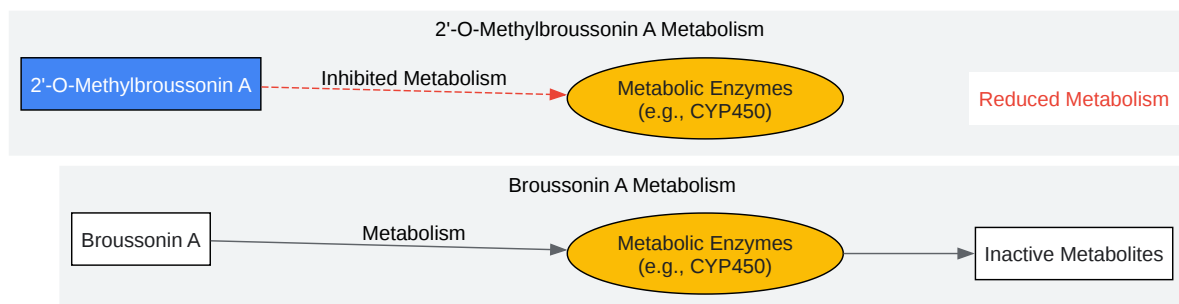 2'-O-Methylbroussonin A Metabolism
2'-O-Methylbroussonin A
Inhibited Metabolism
Metabolic Enzymes
(e.g., CYP450)
Reduced Metabolism
Broussonin A Metabolism
Broussonin A
Metabolism
Metabolic Enzymes
(e.g., CYP450)
Inactive Metabolites